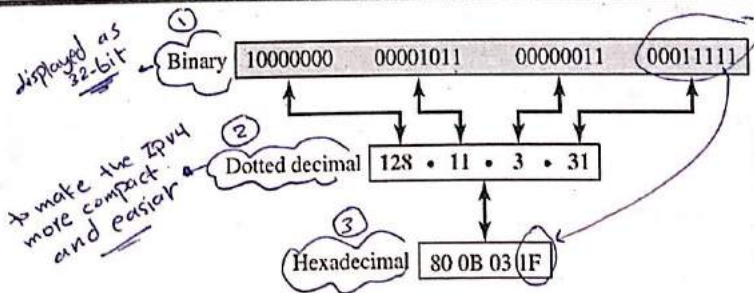 ①
displayed as
32-bit
Binary 10000000 00001011 00000011 00011111
②
to make the IPv4
more compact
and easiar
Dotted decimal 128 • 11 • 3 • 31
③
Hexadecimal 80 0B 03 1F